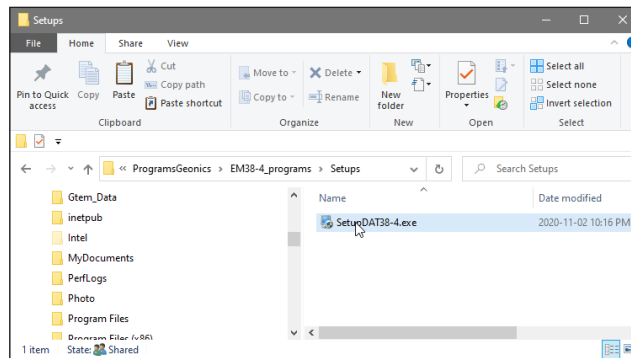 Setups
File Home Share View
Pin to Quick access
Copy
Paste
Cut
Copy path
Paste shortcut
Clipboard
Move to
Copy to
Delete
Rename
Organize
New folder
New
Properties
Open
Select all
Select none
Invert selection
Select
« ProgramsGeonics > EM38-4_programs > Setups
Search Setups
Gtem_Data
inetpub
Intel
MyDocuments
PerfLogs
Photo
Program Files
Program Files (x86)
Name Date modified
SetupDAT38-4.exe 2020-11-02 10:16 PM
1 item State: Shared